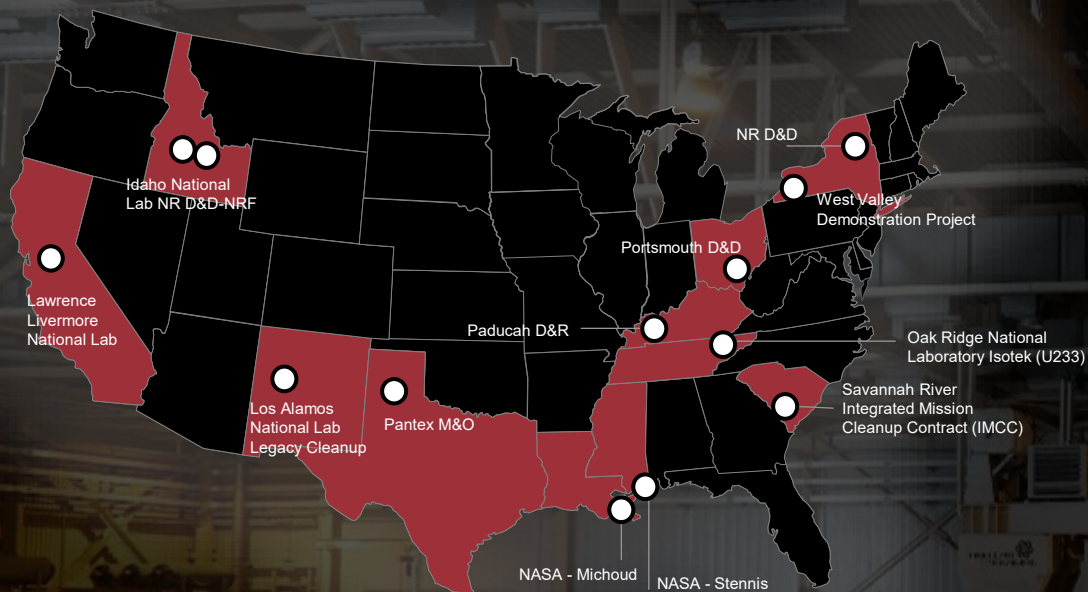 NR D&D
Idaho National
Lab NR D&D-NRF
West Valley
Demonstration Project
Portsmouth D&D
Lawrence
Livermore
National Lab
Paducah D&R
Oak Ridge National
Laboratory Isotek (U233)
Savannah River
Integrated Mission
Cleanup Contract (IMCC)
Los Alamos
National Lab
Legacy Cleanup
Pantex M&O
NASA - Michoud
NASA - Stennis